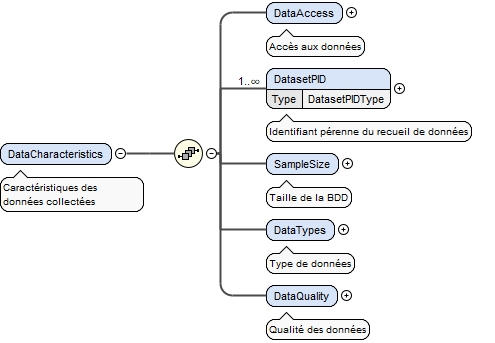 DataAccess
Accès aux données
1..∞
DatasetPID
Type DatasetPIDType
Identifiant pérenne du recueil de données
DataCharacteristics
Caractéristiques des
données collectées
SampleSize
Taille de la BDD
DataTypes
Type de données
DataQuality
Qualité des données